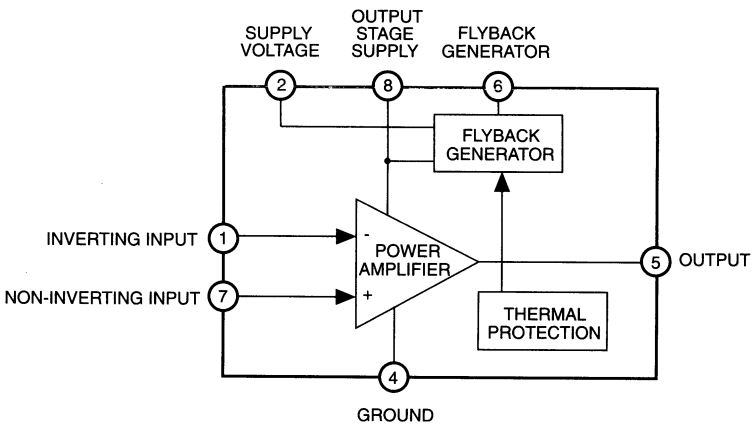 SUPPLY
VOLTAGE
OUTPUT
STAGE
SUPPLY
FLYBACK
GENERATOR
2
8
6
FLYBACK
GENERATOR
INVERTING INPUT
1
-
POWER
AMPLIFIER
5
OUTPUT
NON-INVERTING INPUT
7
+
THERMAL
PROTECTION
4
GROUND